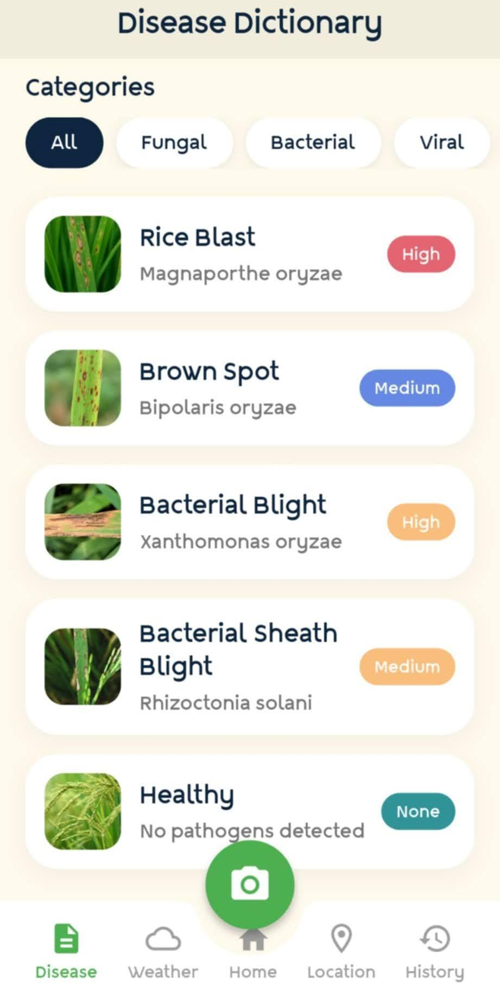 Disease Dictionary
Categories
All Fungal Bacterial Viral
Rice Blast
Magnaporthe oryzae
High
Brown Spot
Bipolaris oryzae
Medium
Bacterial Blight
Xanthomonas oryzae
High
Bacterial Sheath
Blight
Rhizoctonia solani
Medium
Healthy
No pathogens detected
None
Disease Weather Home Location History